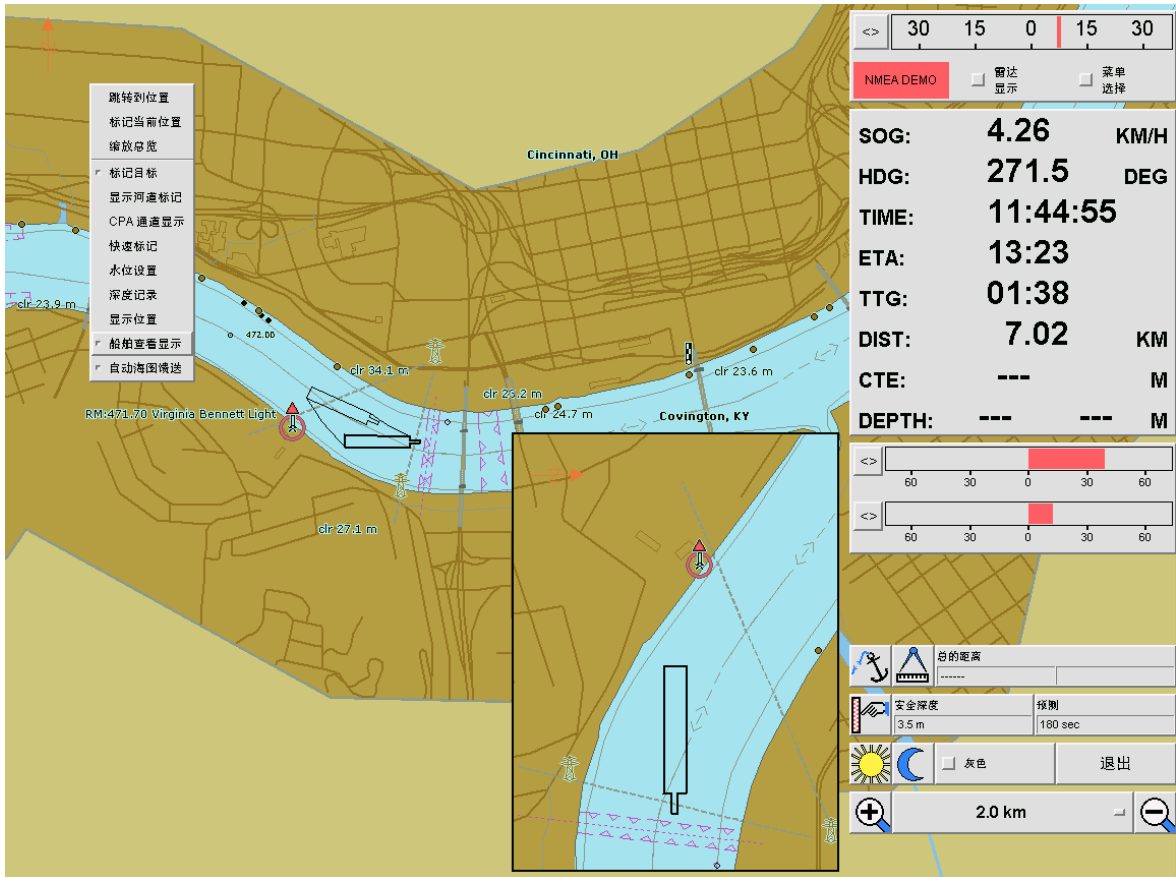 跳转到位置
标记当前位置
缩放总览
标记目标
显示河道标记
CPA 通道显示
快速标记
水位设置
深度记录
显示位置
船舶查看显示
自动海图馈送
Cincinnati, OH
clr 23.9 m
472.00
clr 34.1 m
clr 23.6 m
clr 24.7 m
RM:471.70 Virginia Bennett Light
Covington, KY
clr 27.1 m
<> 30 15 0 15 30
NMEA DEMO
雷达
显示
菜单
选择
SOG: 4.26 KM/H
HDG: 271.5 DEG
TIME: 11:44:55
ETA: 13:23
TTG: 01:38
DIST: 7.02 KM
CTE: --- M
DEPTH: --- --- M
<>
60 30 0 30 60
<>
60 30 0 30 60
总的距离
------
安全深度
3.5 m
预测
180 sec
灰色
退出
2.0 km